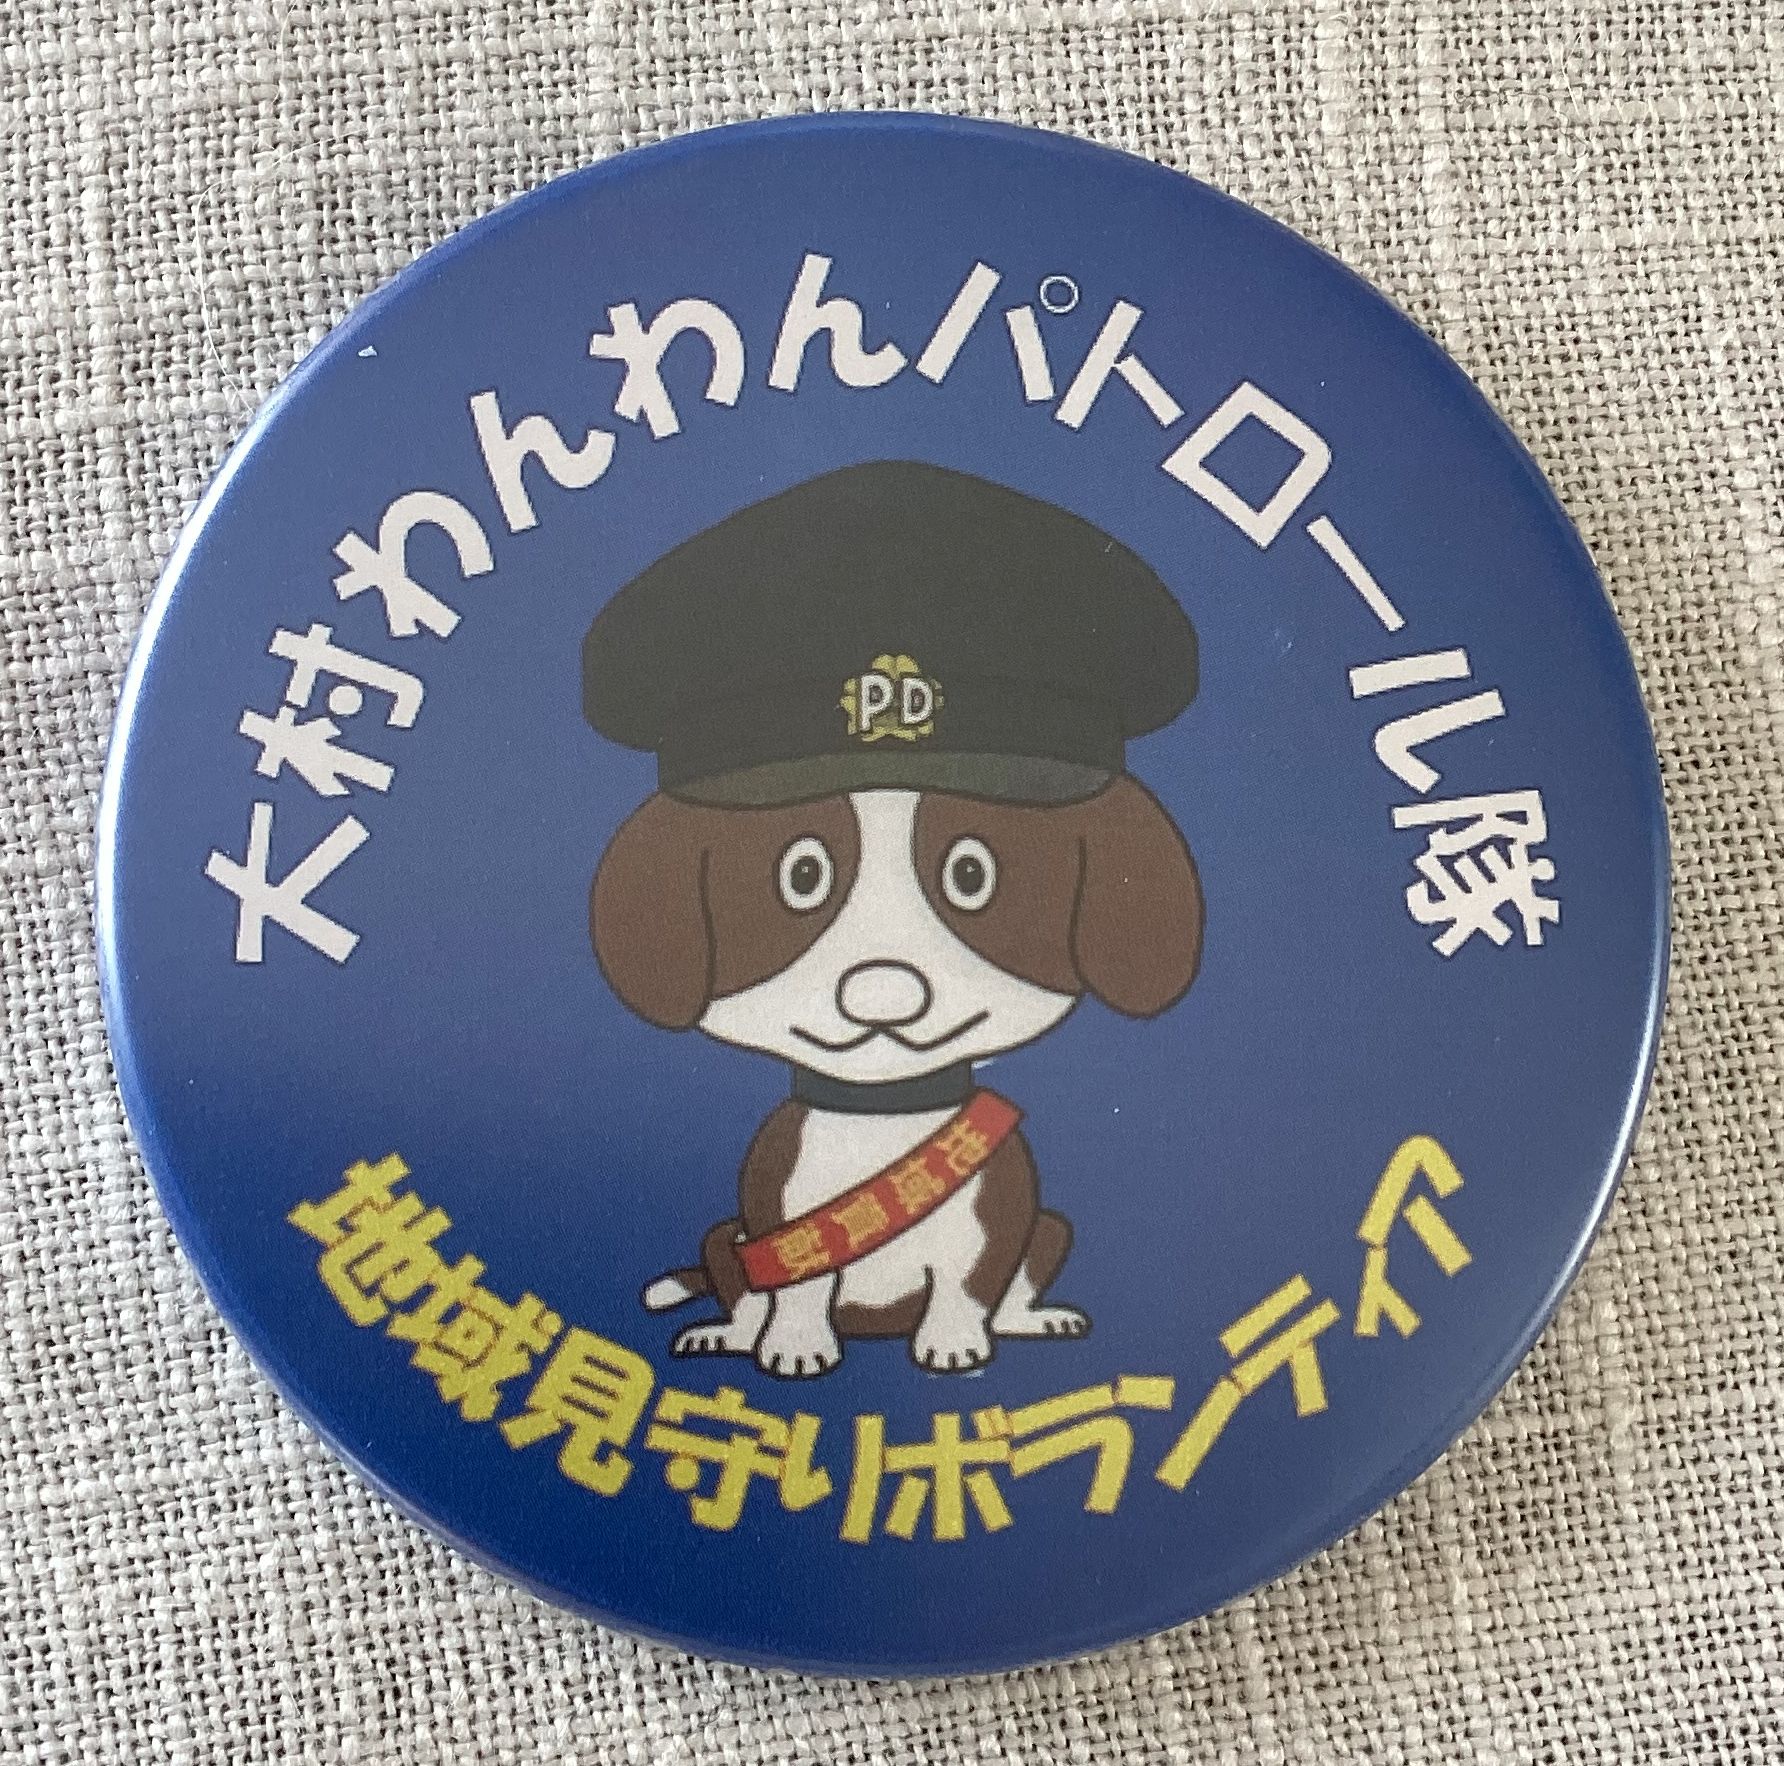 大村わんわんパトロール隊
PD
地域見守りボランティア